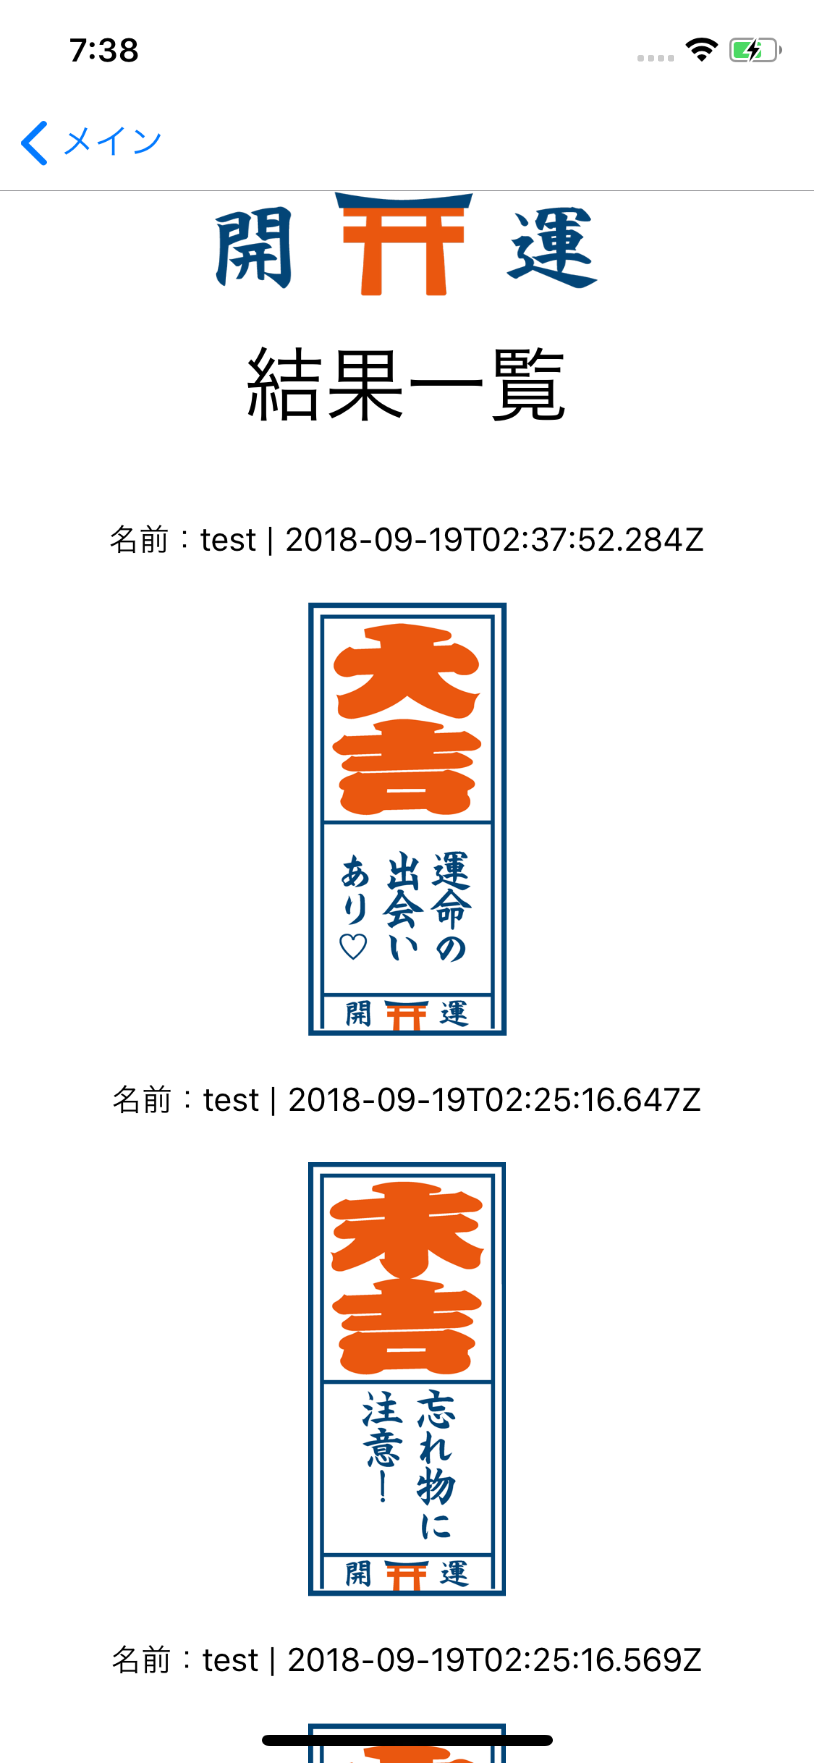 7:38
メイン
開 運
結果一覧
名前：test | 2018-09-19T02:37:52.284Z
大吉
運命の
出会い
あり♡
開 運
名前：test | 2018-09-19T02:25:16.647Z
末吉
忘れ物に
注意！
開 運
名前：test | 2018-09-19T02:25:16.569Z